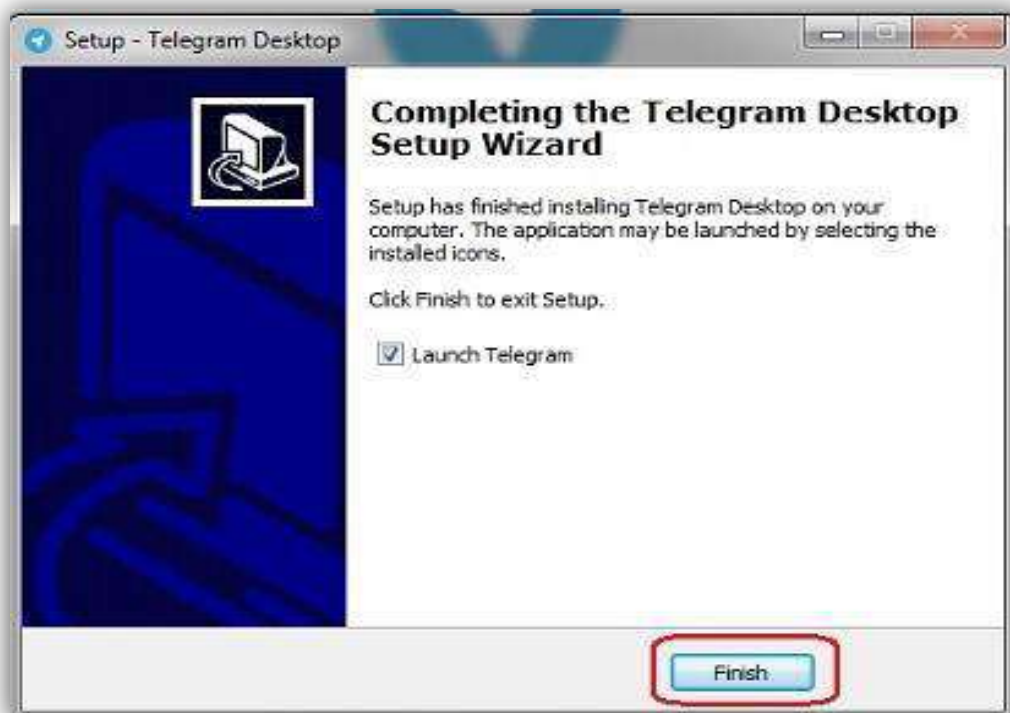 Setup - Telegram Desktop
Completing the Telegram Desktop
Setup Wizard
Setup has finished installing Telegram Desktop on your
computer. The application may be launched by selecting the
installed icons.
Click Finish to exit Setup.
Launch Telegram
Finish